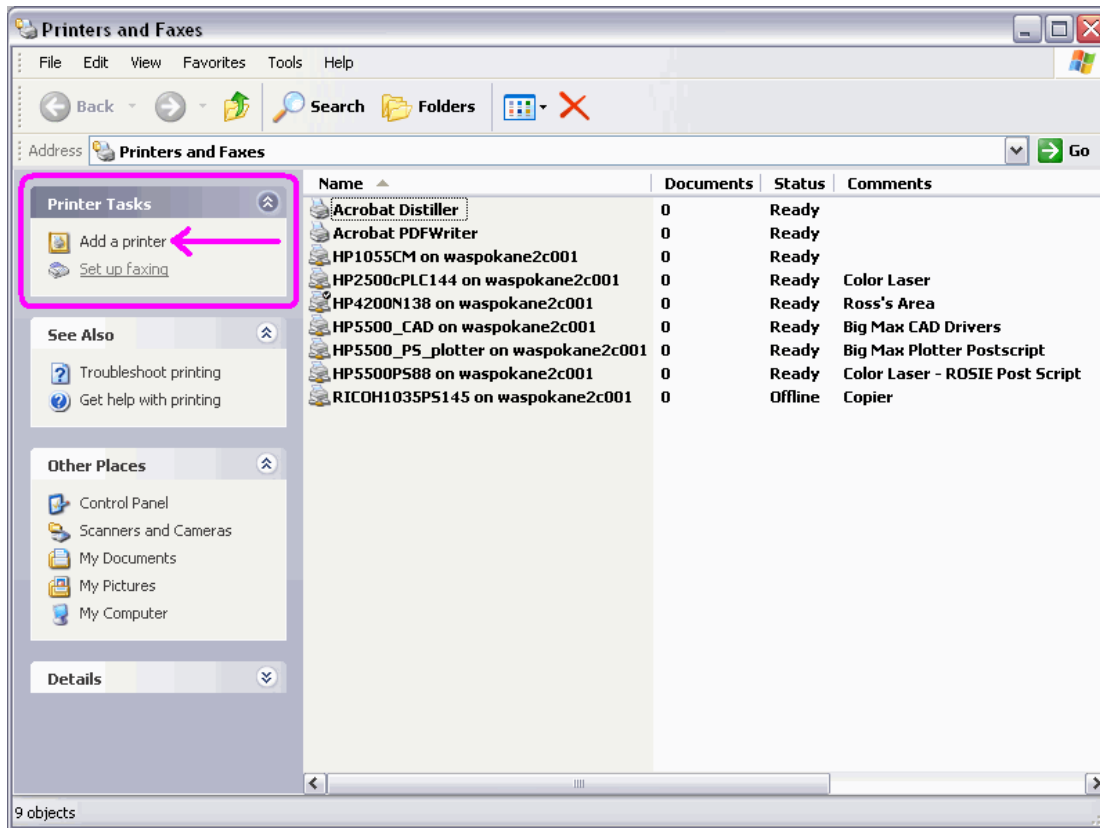 Printers and Faxes
File Edit View Favorites Tools Help
Back Search Folders
Address Printers and Faxes Go
Printer Tasks
Add a printer
Set up faxing
See Also
Troubleshoot printing
Get help with printing
Other Places
Control Panel
Scanners and Cameras
My Documents
My Pictures
My Computer
Details
Name Documents Status Comments
Acrobat Distiller 0 Ready
Acrobat PDFWriter 0 Ready
HP1055CM on waspokane2c001 0 Ready
HP2500cPLC144 on waspokane2c001 0 Ready Color Laser
HP4200N138 on waspokane2c001 0 Ready Ross's Area
HP5500_CAD on waspokane2c001 0 Ready Big Max CAD Drivers
HP5500_PS_plotter on waspokane2c001 0 Ready Big Max Plotter Postscript
HP5500PS88 on waspokane2c001 0 Ready Color Laser - ROSIE Post Script
RICOH1035PS145 on waspokane2c001 0 Offline Copier
9 objects